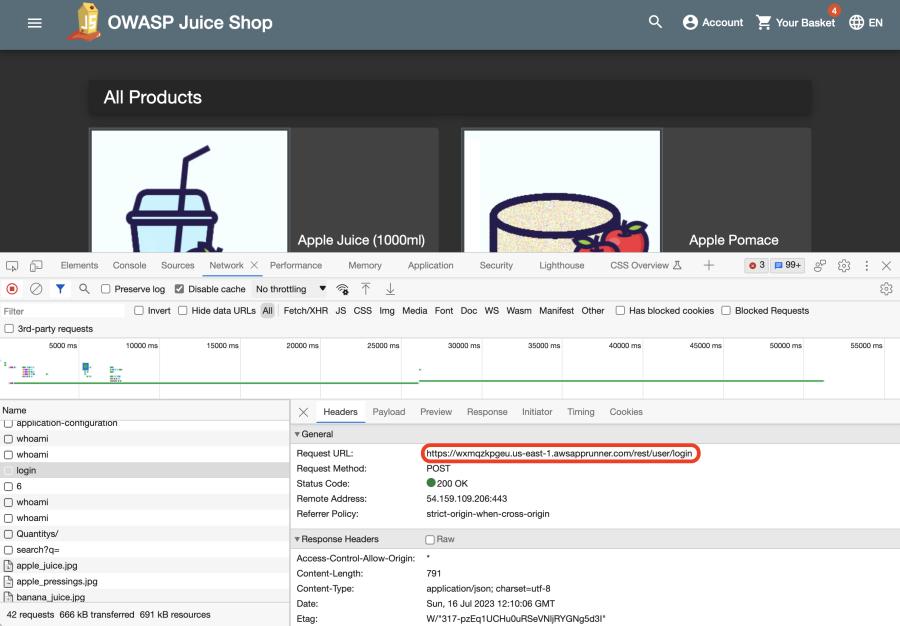 OWASP Juice Shop
Account
Your Basket
4
EN
All Products
Apple Juice (1000ml)
Apple Pomace
Elements Console Sources Network Performance Memory Application Security Lighthouse CSS Overview 3 99+
Preserve log Disable cache No throttling
Filter Invert Hide data URLs All Fetch/XHR JS CSS Img Media Font Doc WS Wasm Manifest Other Has blocked cookies Blocked Requests
3rd-party requests
5000 ms 10000 ms 15000 ms 20000 ms 25000 ms 30000 ms 35000 ms 40000 ms 45000 ms 50000 ms 55000 ms
Name
application-configuration
whoami
whoami
login
6
whoami
whoami
Quantitys/
search?q=
apple_juice.jpg
apple_pressings.jpg
banana_juice.jpg
42 requests 666 kB transferred 691 kB resources
Headers Payload Preview Response Initiator Timing Cookies
General
Request URL: https://wxmqzkpgeu.us-east-1.awsapprunner.com/rest/user/login
Request Method: POST
Status Code: 200 OK
Remote Address: 54.159.109.206:443
Referrer Policy: strict-origin-when-cross-origin
Response Headers Raw
Access-Control-Allow-Origin: *
Content-Length: 791
Content-Type: application/json; charset=utf-8
Date: Sun, 16 Jul 2023 12:10:06 GMT
Etag: W/"317-pzEq1UCHu0uRSeVNljRYGNg5d3I"